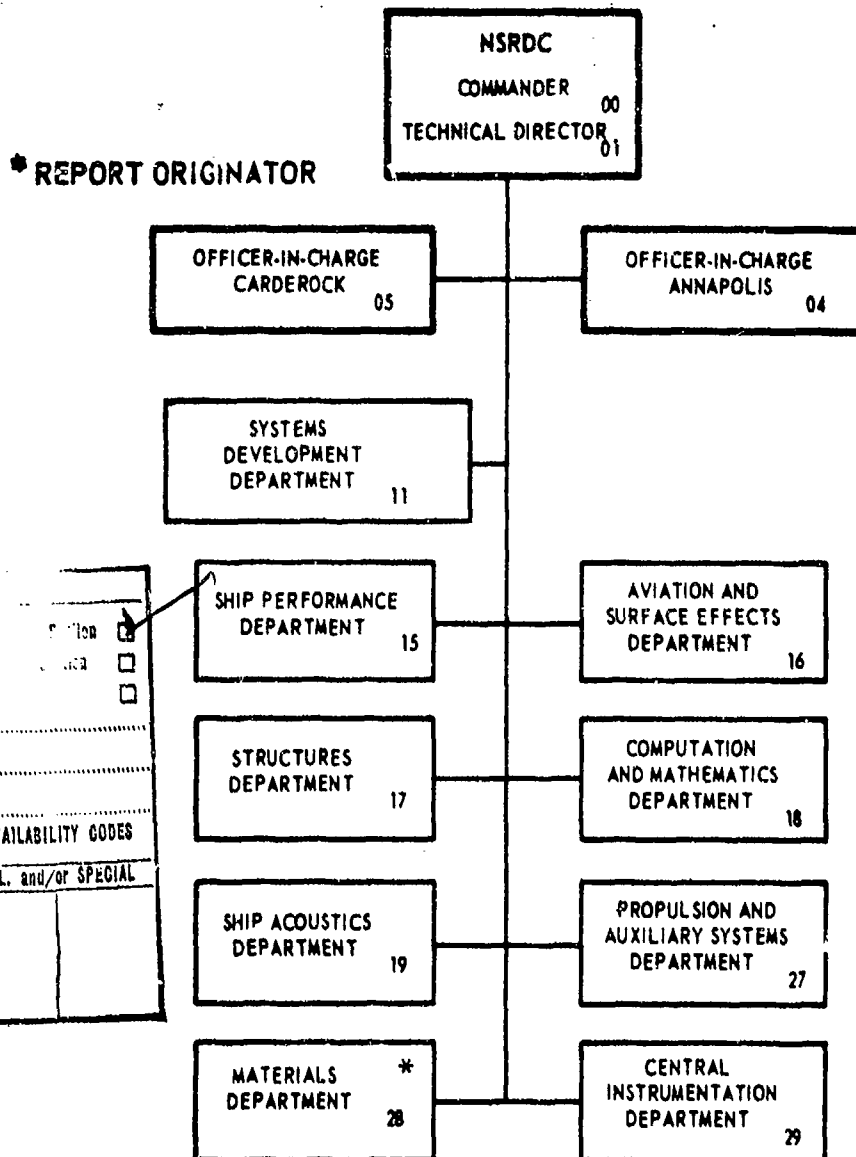 NSRDC
COMMANDER 00
TECHNICAL DIRECTOR 01
* REPORT ORIGINATOR
OFFICER-IN-CHARGE
CARDEROCK
05
OFFICER-IN-CHARGE
ANNAPOLIS
04
SYSTEMS
DEVELOPMENT
DEPARTMENT
11
SHIP PERFORMANCE
DEPARTMENT
15
AVIATION AND
SURFACE EFFECTS
DEPARTMENT
16
STRUCTURES
DEPARTMENT
17
COMPUTATION
AND MATHEMATICS
DEPARTMENT
18
AILABILITY CODES
L. and/or SPECIAL
SHIP ACOUSTICS
DEPARTMENT
19
PROPULSION AND
AUXILIARY SYSTEMS
DEPARTMENT
27
MATERIALS *
DEPARTMENT
28
CENTRAL
INSTRUMENTATION
DEPARTMENT
29